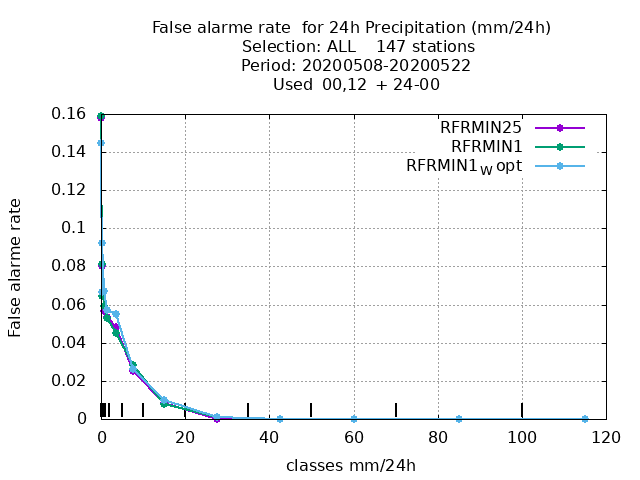 False alarme rate  for 24h Precipitation (mm/24h)
Selection: ALL    147 stations
Period: 20200508-20200522
Used  00,12  + 24-00
RFRMIN25
RFRMIN1
RFRMIN1W opt
False alarme rate
0.16
0.14
0.12
0.1
0.08
0.06
0.04
0.02
0
0 20 40 60 80 100 120
classes mm/24h